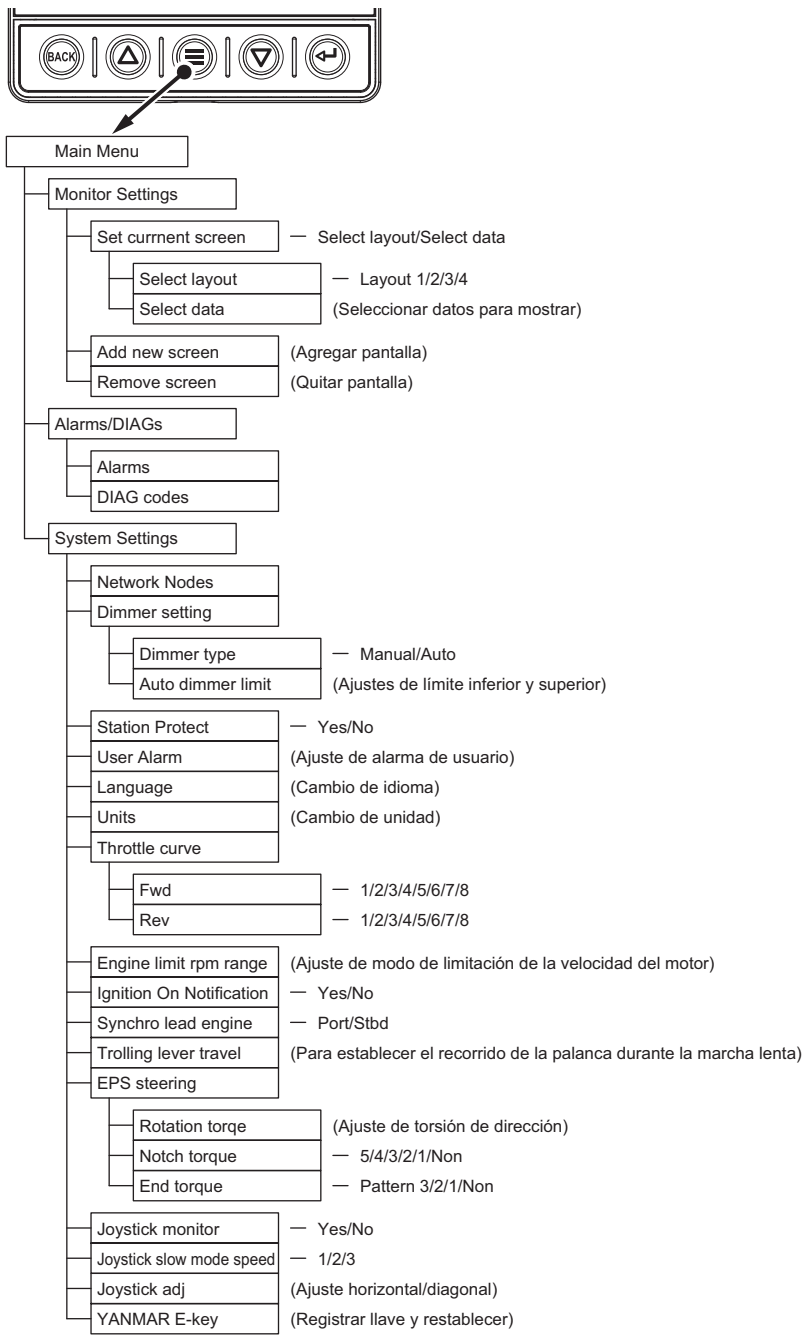 BACK
Main Menu
Monitor Settings
Set currnent screen — Select layout/Select data
Select layout — Layout 1/2/3/4
Select data (Seleccionar datos para mostrar)
Add new screen (Agregar pantalla)
Remove screen (Quitar pantalla)
Alarms/DIAGs
Alarms
DIAG codes
System Settings
Network Nodes
Dimmer setting
Dimmer type — Manual/Auto
Auto dimmer limit (Ajustes de límite inferior y superior)
Station Protect — Yes/No
User Alarm (Ajuste de alarma de usuario)
Language (Cambio de idioma)
Units (Cambio de unidad)
Throttle curve
Fwd — 1/2/3/4/5/6/7/8
Rev — 1/2/3/4/5/6/7/8
Engine limit rpm range (Ajuste de modo de limitación de la velocidad del motor)
Ignition On Notification — Yes/No
Synchro lead engine — Port/Stbd
Trolling lever travel (Para establecer el recorrido de la palanca durante la marcha lenta)
EPS steering
Rotation torqe (Ajuste de torsión de dirección)
Notch torque — 5/4/3/2/1/Non
End torque — Pattern 3/2/1/Non
Joystick monitor — Yes/No
Joystick slow mode speed — 1/2/3
Joystick adj (Ajuste horizontal/diagonal)
YANMAR E-key (Registrar llave y restablecer)